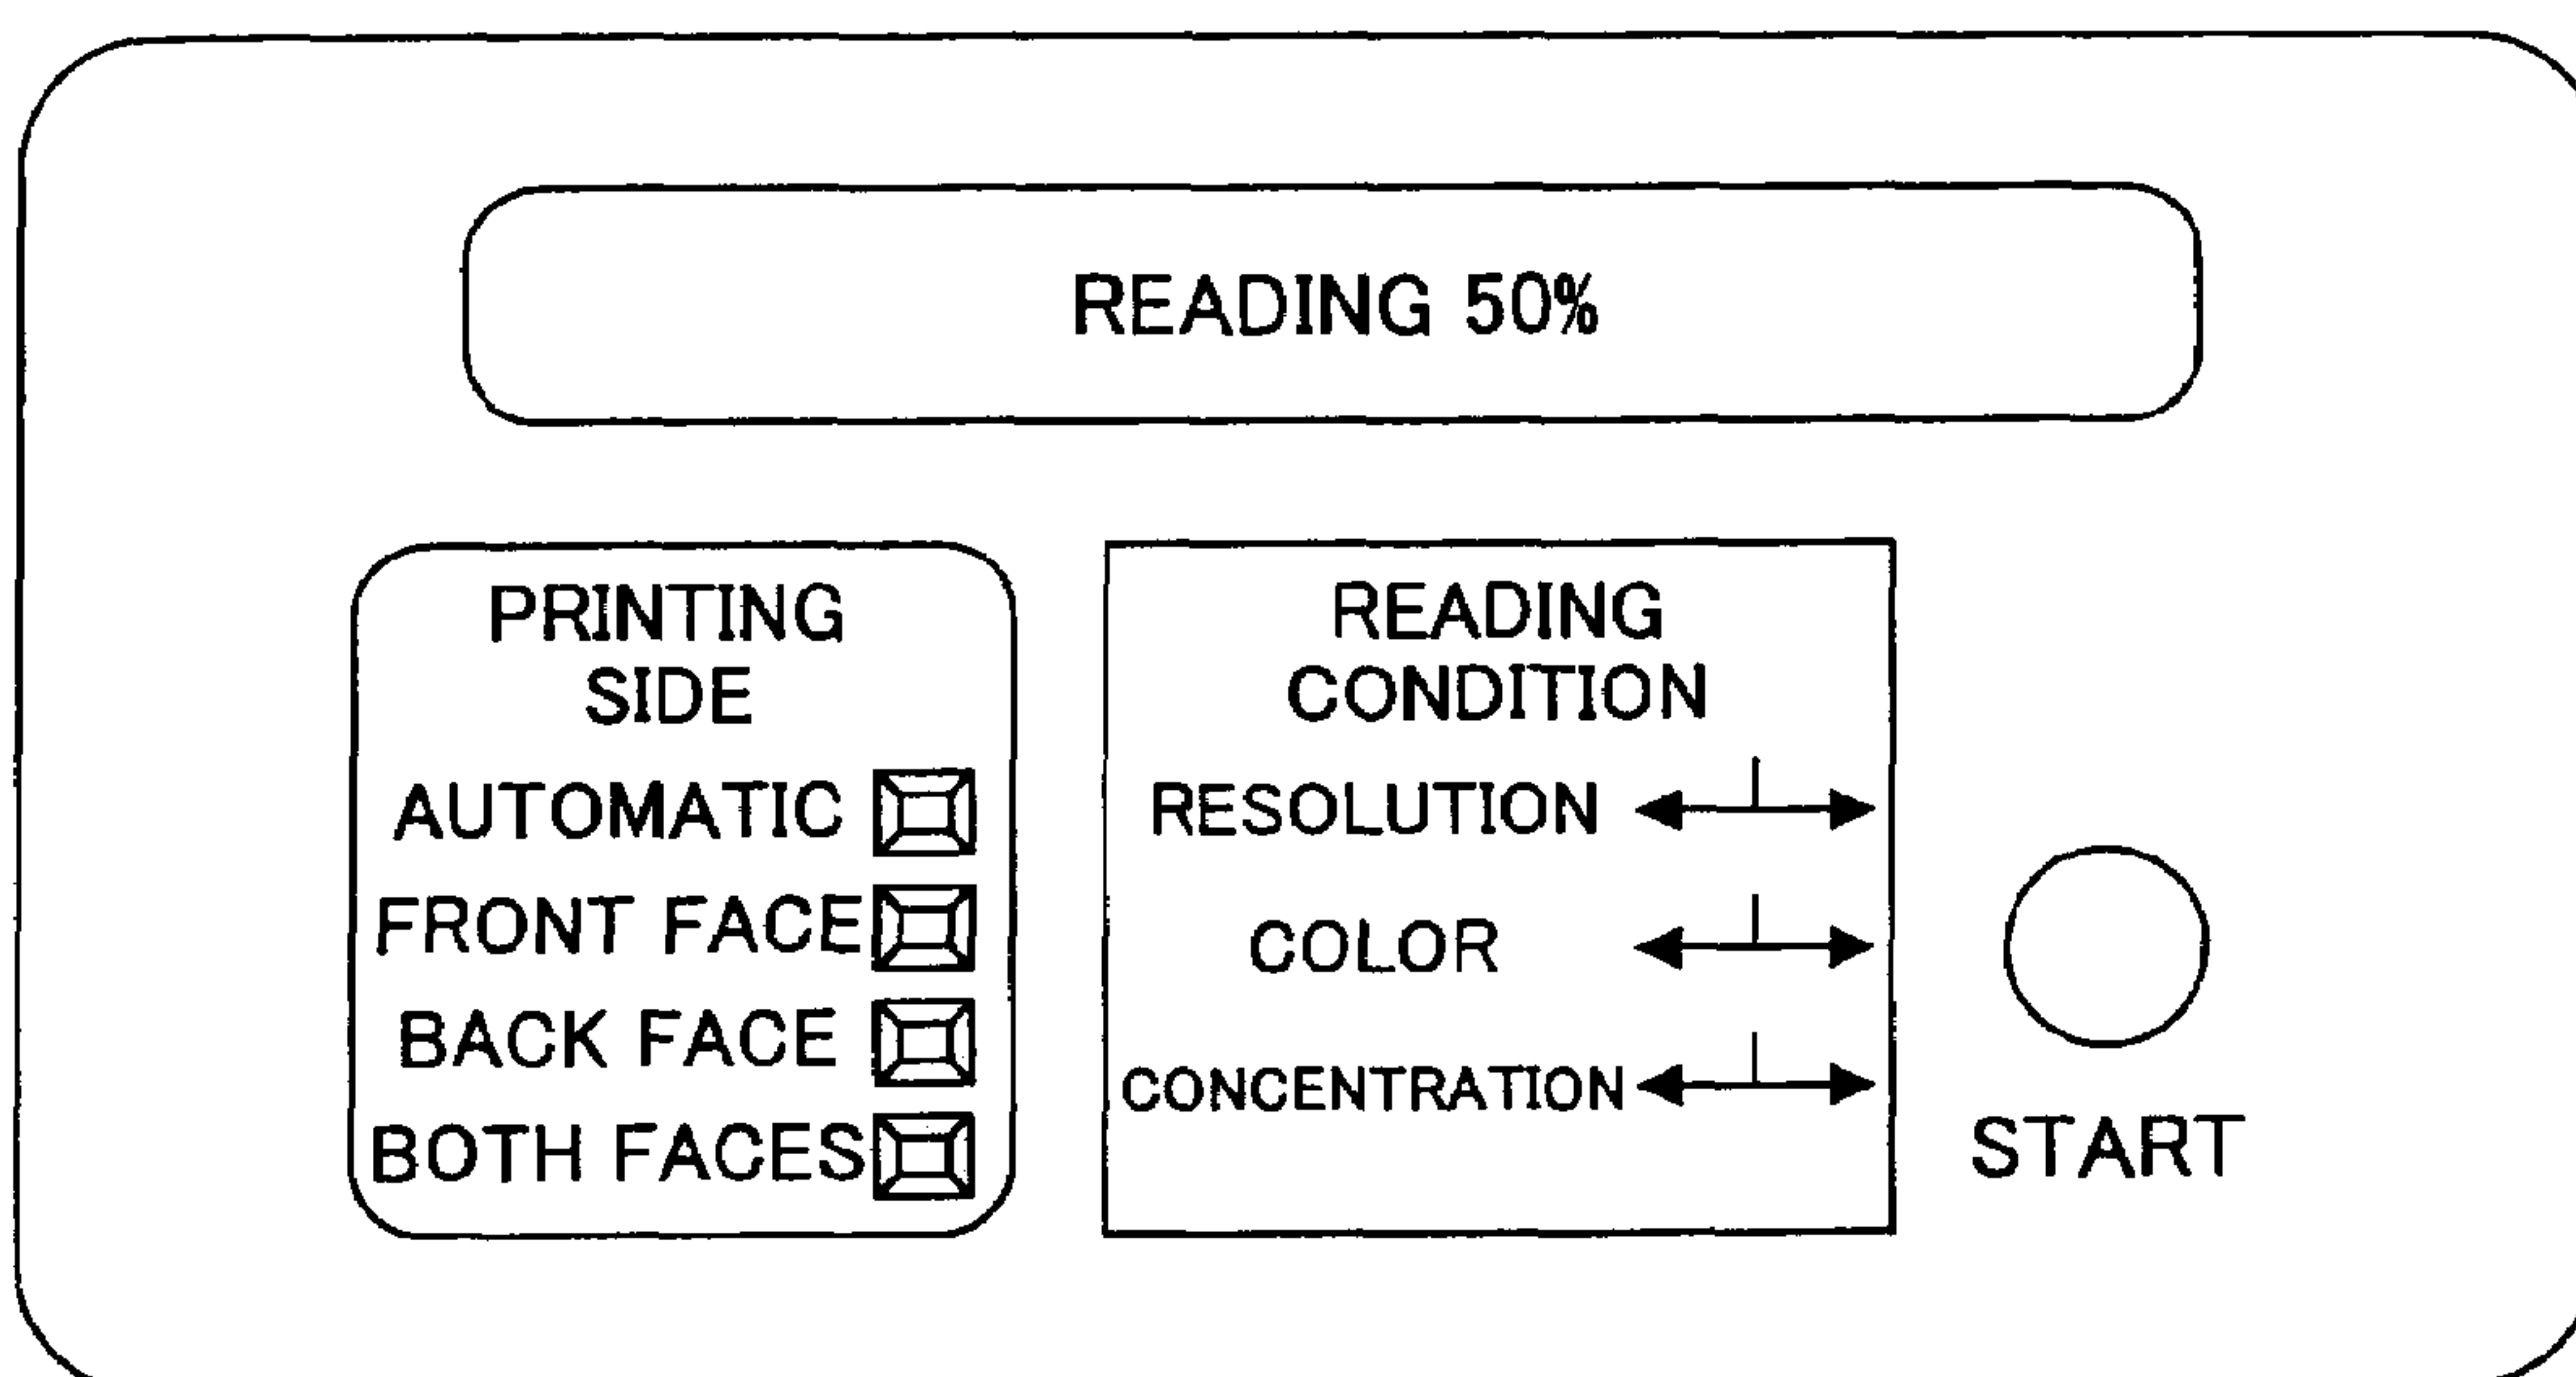 READING 50%
PRINTING
SIDE
AUTOMATIC
FRONT FACE
BACK FACE
BOTH FACES
READING
CONDITION
RESOLUTION
COLOR
CONCENTRATION
START